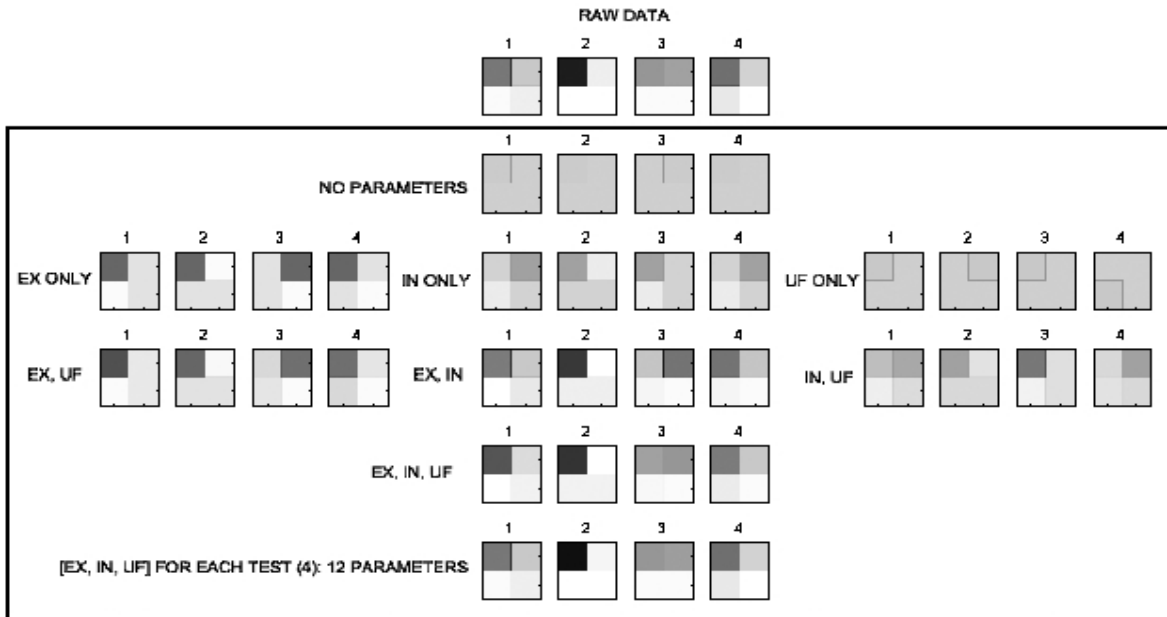 RAW DATA
1 2 3 4
1 2 3 4
NO PARAMETERS
1 2 3 4 1 2 3 4 1 2 3 4
EX ONLY IN ONLY UF ONLY
1 2 3 4 1 2 3 4 1 2 3 4
EX, UF EX, IN IN, UF
1 2 3 4
EX, IN, UF
1 2 3 4
[EX, IN, UF] FOR EACH TEST (4): 12 PARAMETERS